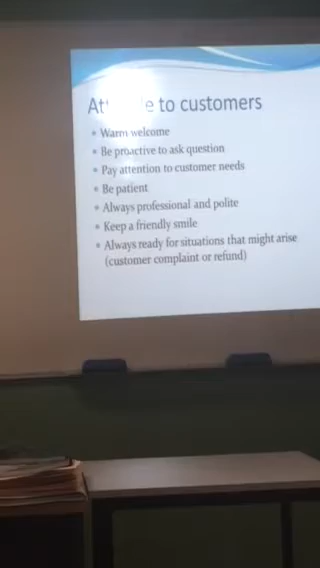 to customers
• Warm welcome
• Be proactive to ask question
• Pay attention to customer needs
• Be patient
• Always professional and polite
• Keep a friendly smile
• Always ready for situations that might arise
(customer complaint or refund)